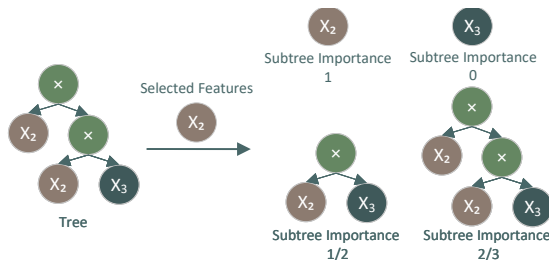 ×
X₂
×
X₂
X₃
Tree
Selected Features
X₂
X₂
Subtree Importance
1
X₃
Subtree Importance
0
×
X₂
X₃
Subtree Importance
1/2
×
X₂
×
X₂
X₃
Subtree Importance
2/3